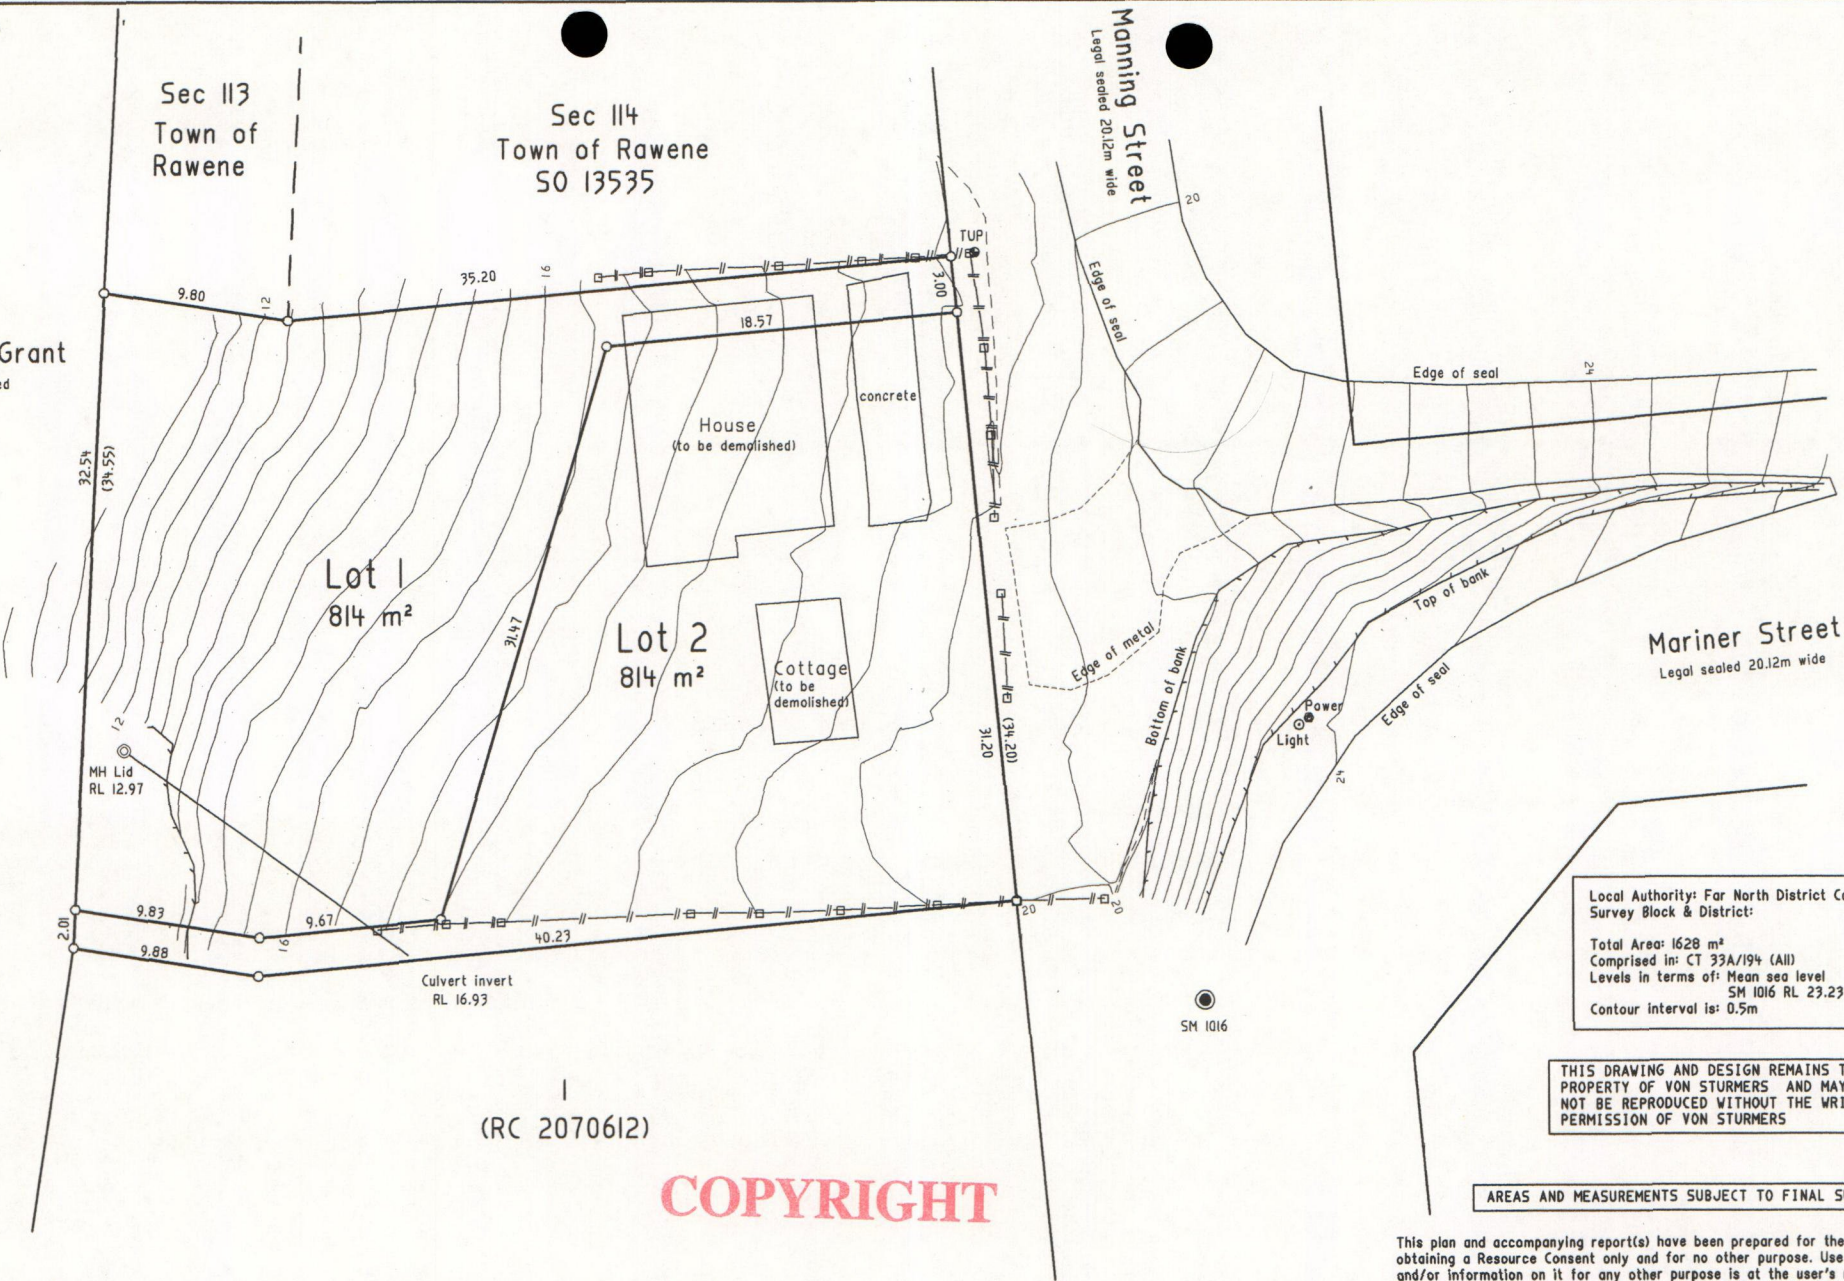 Sec 113
Town of
Rawene
Sec 114
Town of Rawene
SO 13535
Manning Street
Legal sealed 20.12m wide
20
TUP
Edge of seal
9.80
12
35.20
16
3.00
18.57
Grant
ed
32.54
(34.55)
House
(to be demolished)
concrete
Edge of seal
24
Lot 1
814 m²
31.47
Lot 2
814 m²
Cottage
(to be
demolished)
31.20
(34.20)
Edge of metal
Bottom of bank
Top of bank
Edge of seal
Power
Light
24
Mariner Street
Legal sealed 20.12m wide
12
MH Lid
RL 12.97
2.01
9.83
9.88
16
9.67
40.23
20
20
Culvert invert
RL 16.93
SM 1016
1
(RC 2070612)
COPYRIGHT
Local Authority: Far North District
Survey Block & District:
Total Area: 1628 m²
Comprised in: CT 33A/194 (All)
Levels in terms of: Mean sea level
SM 1016 RL 23.23
Contour interval is: 0.5m
THIS DRAWING AND DESIGN REMAINS T
PROPERTY OF VON STURMERS AND MAY
NOT BE REPRODUCED WITHOUT THE WRI
PERMISSION OF VON STURMERS
AREAS AND MEASUREMENTS SUBJECT TO FINAL S
This plan and accompanying report(s) have been prepared for the
obtaining a Resource Consent only and for no other purpose. Use
and/or information on it for any other purpose is at the user's